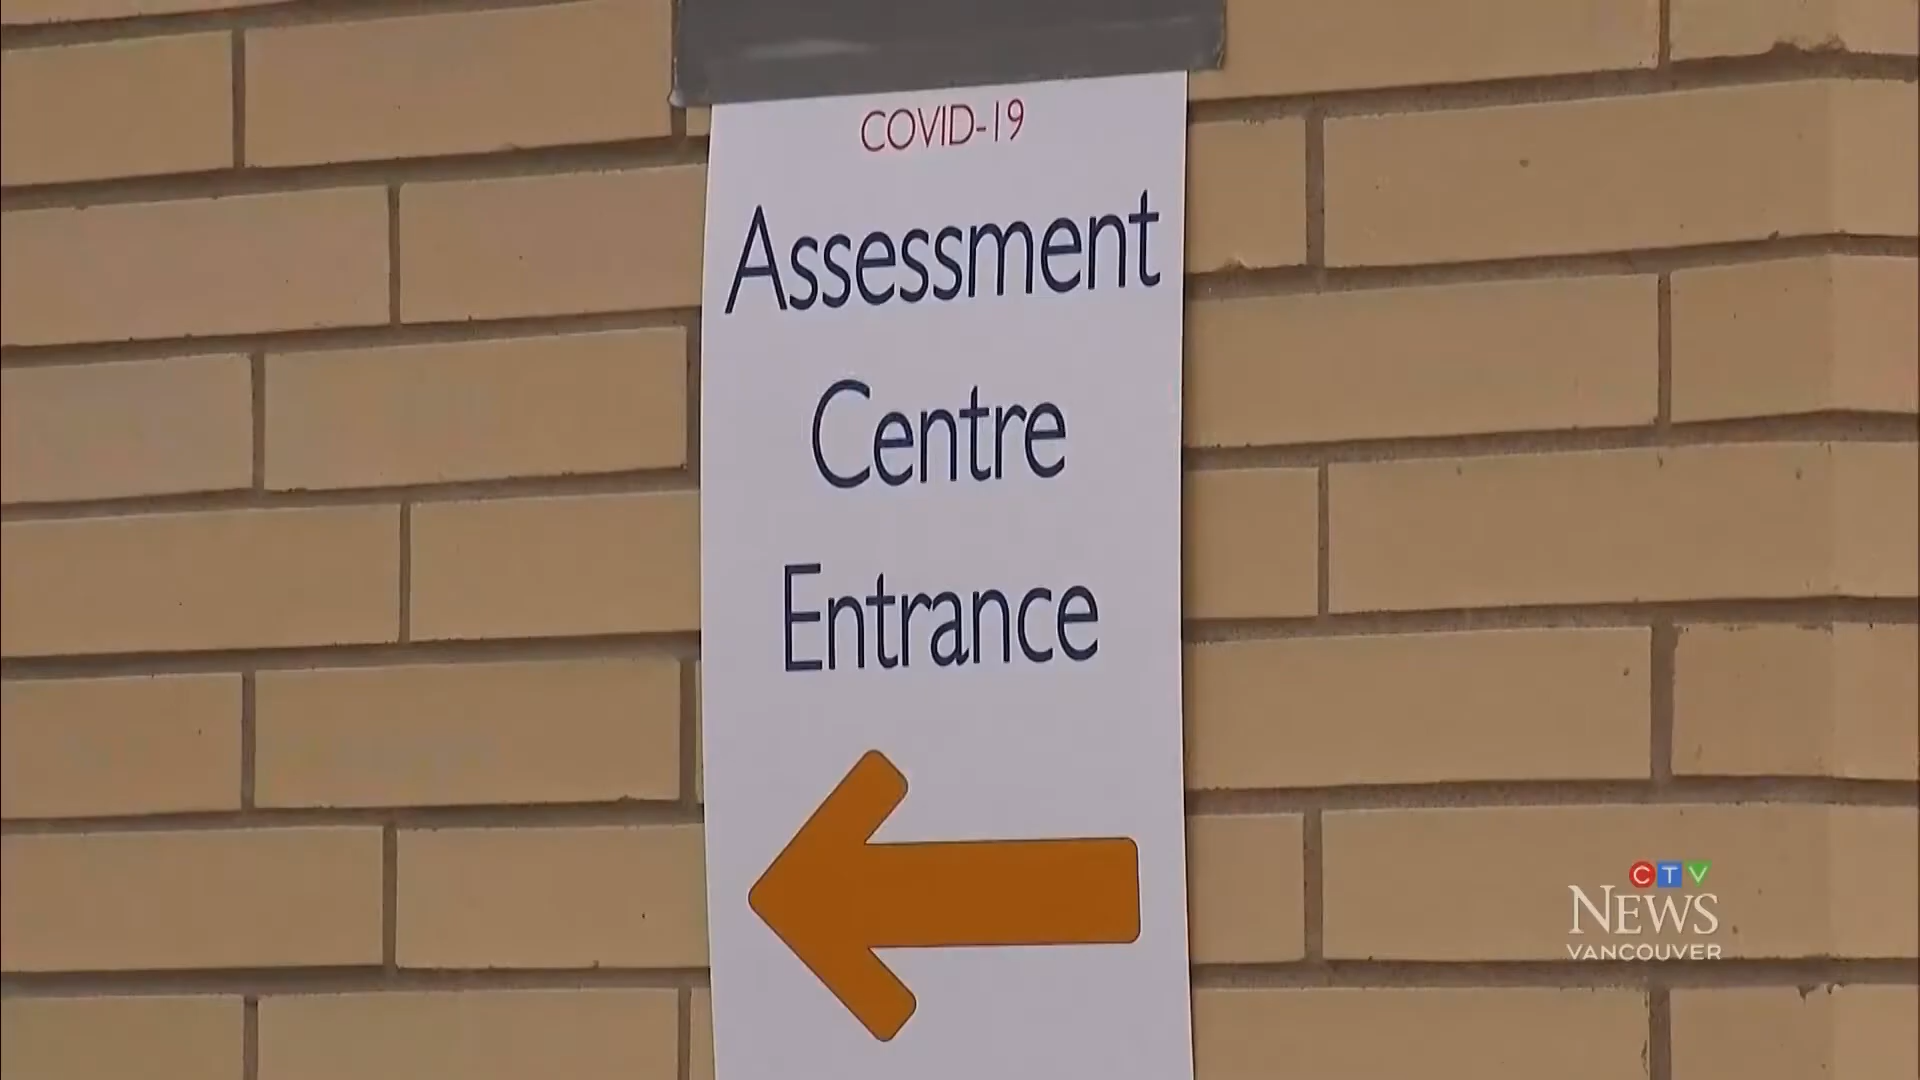 COVID-19
Assessment
Centre
Entrance
CTV
NEWS
VANCOUVER